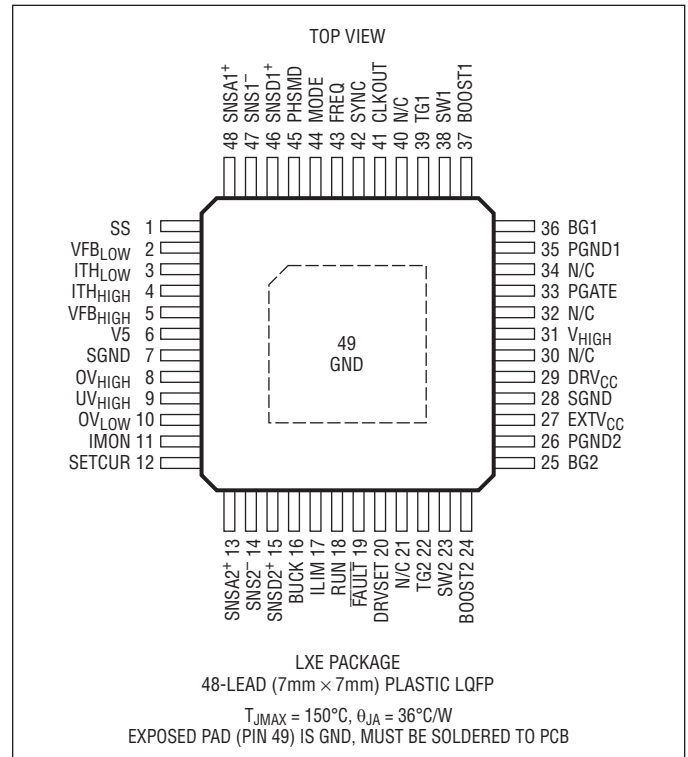 TOP VIEW
48 SNSA1+
47 SNS1–
46 SNSD1+
45 PHSMD
44 MODE
43 FREQ
42 SYNC
41 CLKOUT
40 N/C
39 TG1
38 SW1
37 BOOST1
SS 1
VFBLOW 2
ITHLOW 3
ITHHIGH 4
VFBHIGH 5
V5 6
SGND 7
OVHIGH 8
UVHIGH 9
OVLOW 10
IMON 11
SETCUR 12
49
GND
36 BG1
35 PGND1
34 N/C
33 PGATE
32 N/C
31 VHIGH
30 N/C
29 DRVCC
28 SGND
27 EXTVCC
26 PGND2
25 BG2
SNSA2+ 13
SNS2– 14
SNSD2+ 15
BUCK 16
ILIM 17
RUN 18
FAULT 19
DRVSET 20
N/C 21
TG2 22
SW2 23
BOOST2 24
LXE PACKAGE
48-LEAD (7mm × 7mm) PLASTIC LQFP
TJMAX = 150°C, θJA = 36°C/W
EXPOSED PAD (PIN 49) IS GND, MUST BE SOLDERED TO PCB